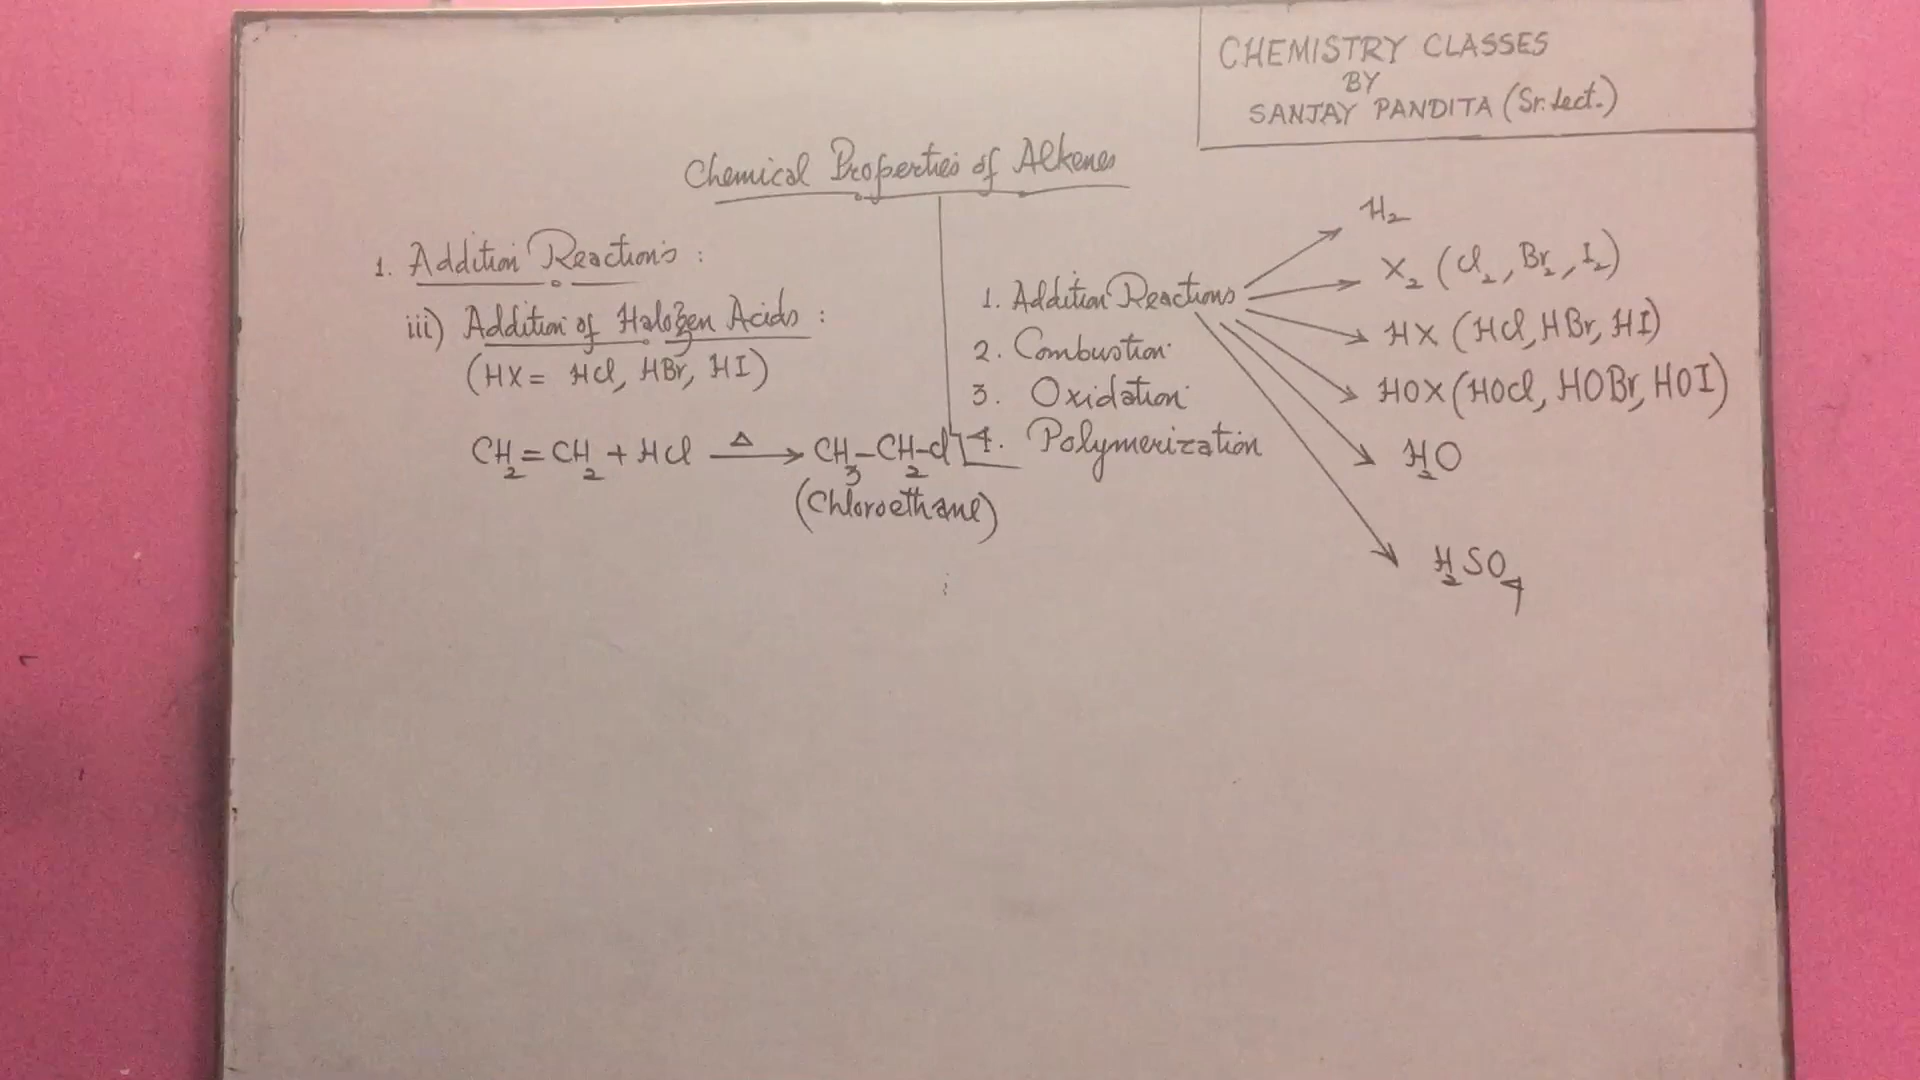 CHEMISTRY CLASSES
BY
SANJAY PANDITA (Sr. Lect.)
Chemical Properties of Alkenes
1. Addition Reactions :
iii) Addition of Halogen Acids :
(HX = HCl, HBr, HI)
CH₂=CH₂ + HCl Δ→ CH₃–CH₂–Cl
(Chloroethane)
1. Addition Reactions
2. Combustion
3. Oxidation
4. Polymerization
H₂
X₂ (Cl₂, Br₂, I₂)
HX (HCl, HBr, HI)
HOX (HOCl, HOBr, HOI)
H₂O
H₂SO₄